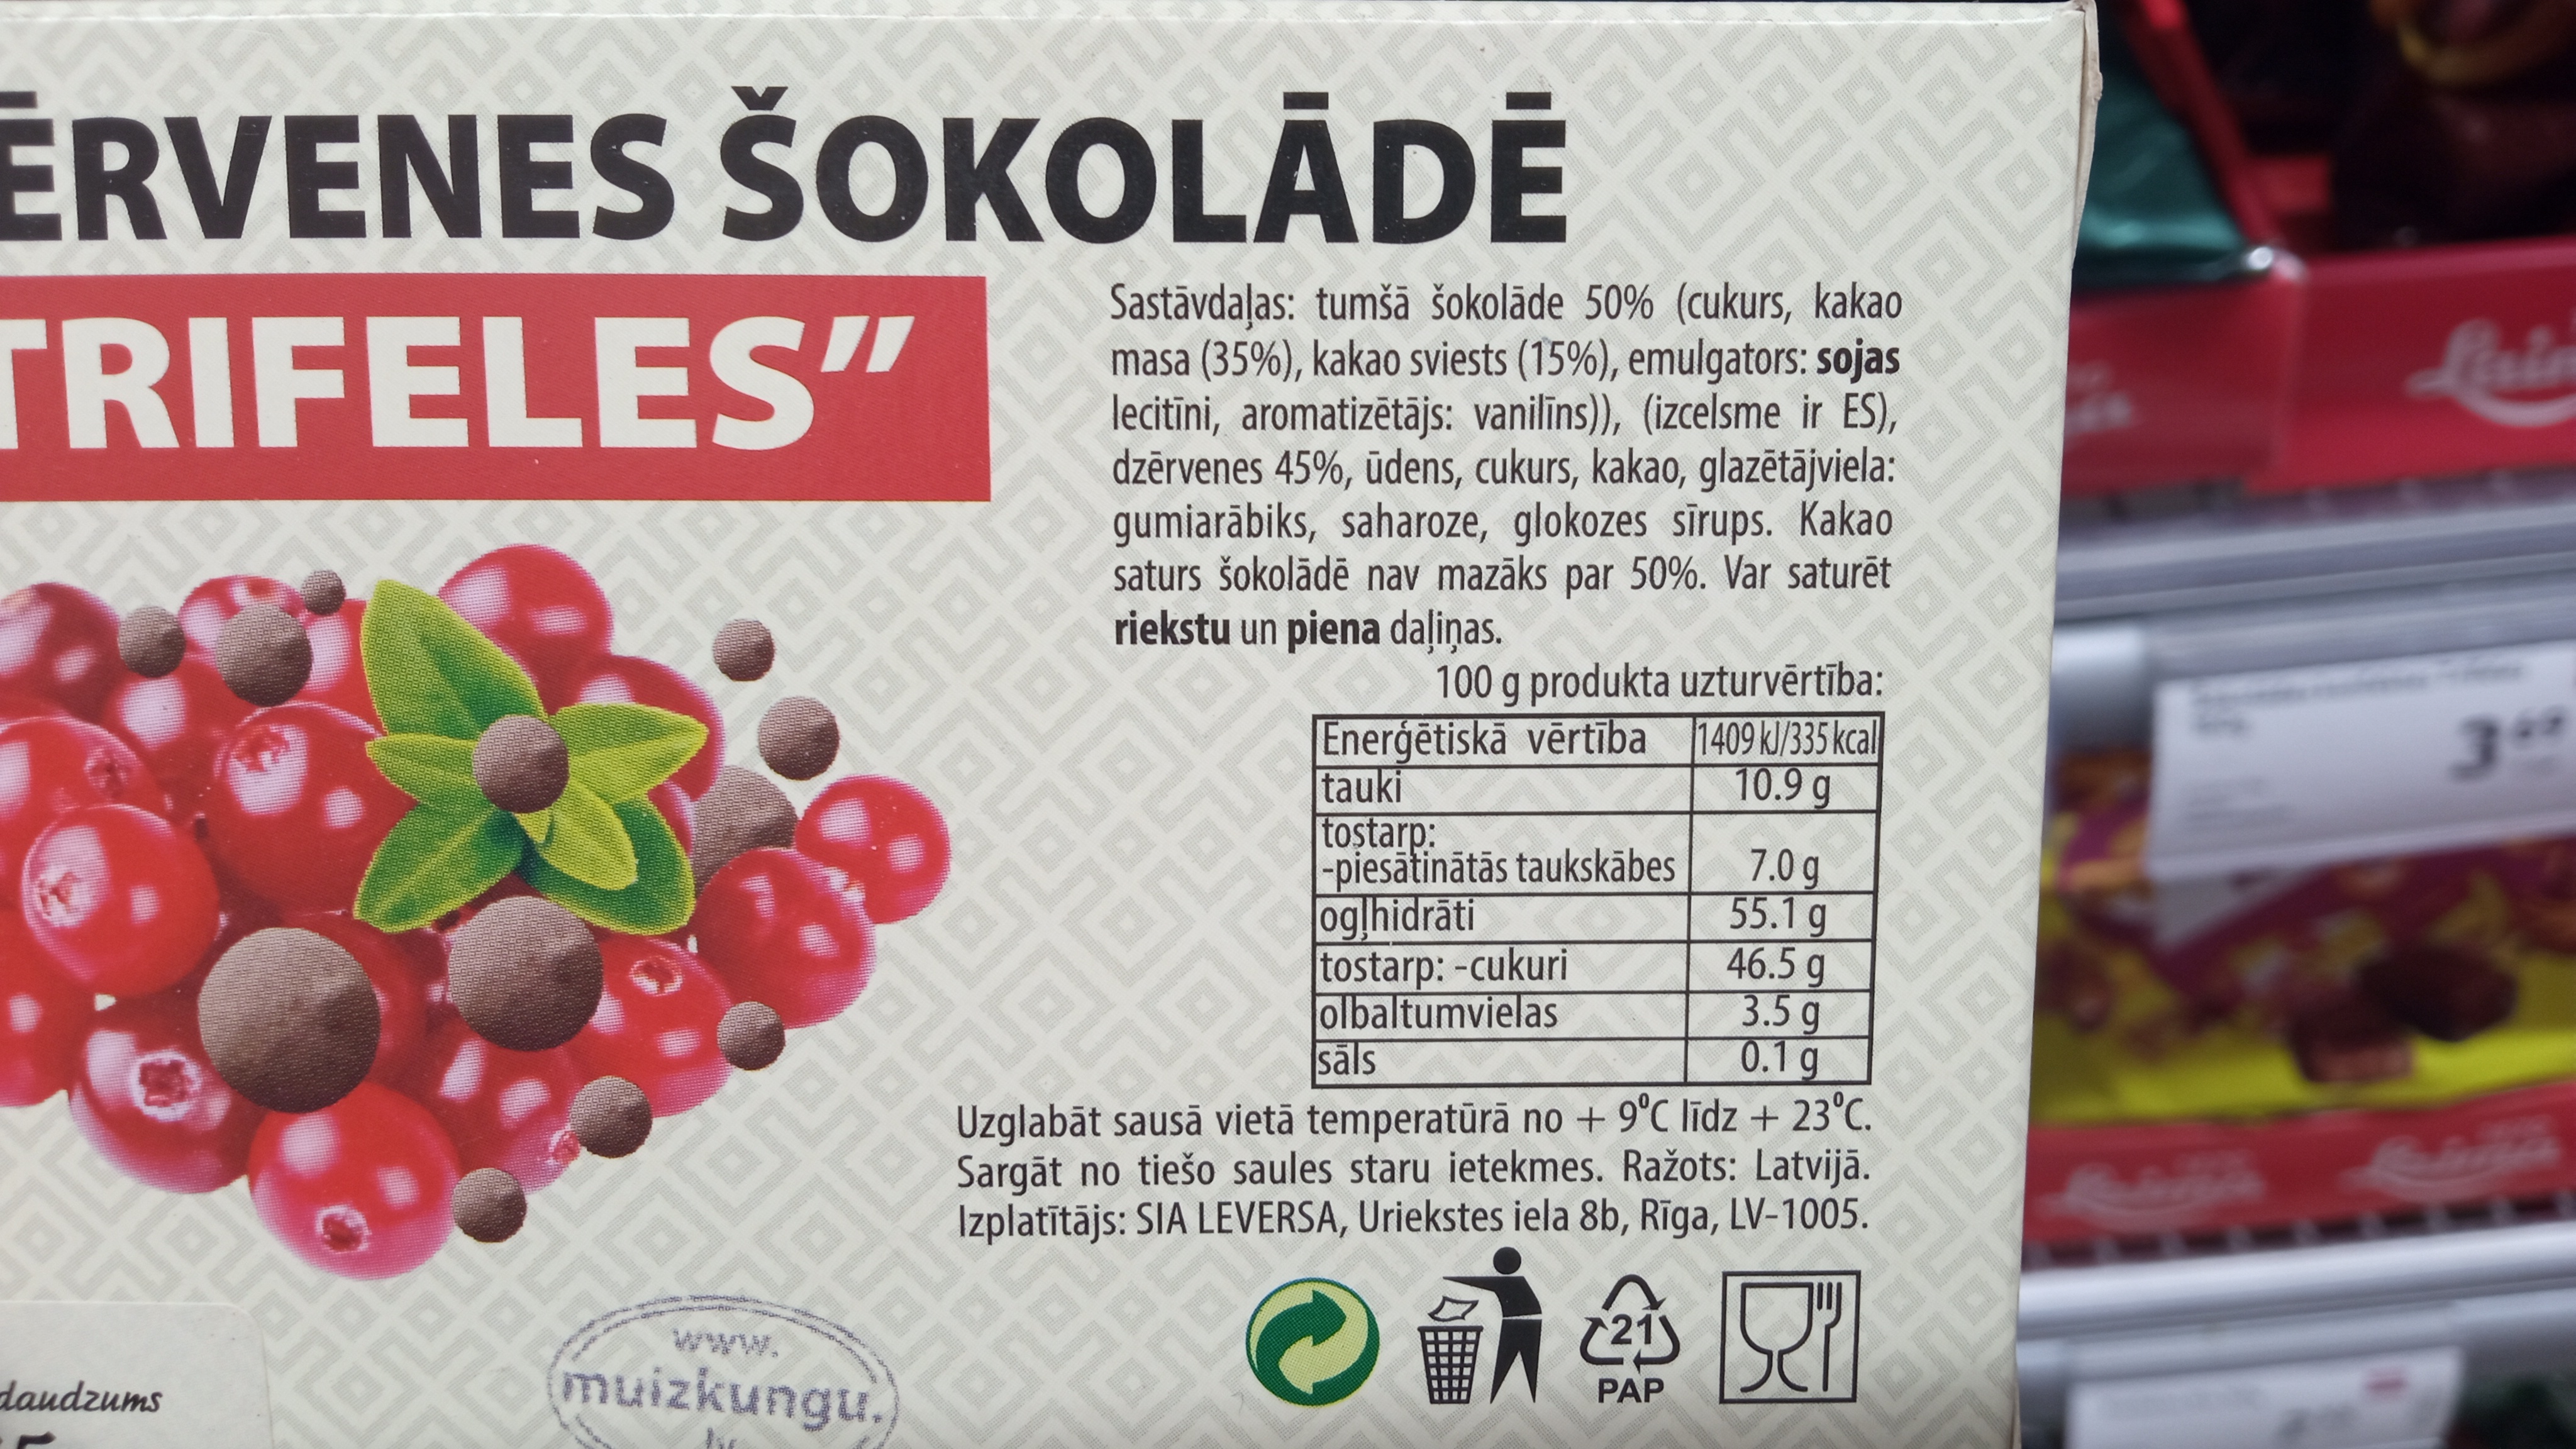 ĒRVENES ŠOKOLĀDĒ
TRIFELES”
Sastāvdaļas: tumšā šokolāde 50% (cukurs, kakao
masa (35%), kakao sviests (15%), emulgators: sojas
lecitīni, aromatizētājs: vanilīns)), (izcelsme ir ES),
dzērvenes 45%, ūdens, cukurs, kakao, glazētājviela:
gumiarābiks, saharoze, glokozes sīrups. Kakao
saturs šokolādē nav mazāks par 50%. Var saturēt
riekstu un piena daļiņas.
100 g produkta uzturvērtība:
Enerģētiskā vērtība 1409 kJ/335 kcal
tauki 10.9 g
tostarp:
-piesātinātās taukskābes 7.0 g
ogļhidrāti 55.1 g
tostarp: -cukuri 46.5 g
olbaltumvielas 3.5 g
sāls 0.1 g
Uzglabāt sausā vietā temperatūrā no + 9⁰C līdz + 23⁰C.
Sargāt no tiešo saules staru ietekmes. Ražots: Latvijā.
Izplatītājs: SIA LEVERSA, Uriekstes iela 8b, Rīga, LV-1005.
21
PAP
www.
muizkungu.
lv
daudzums